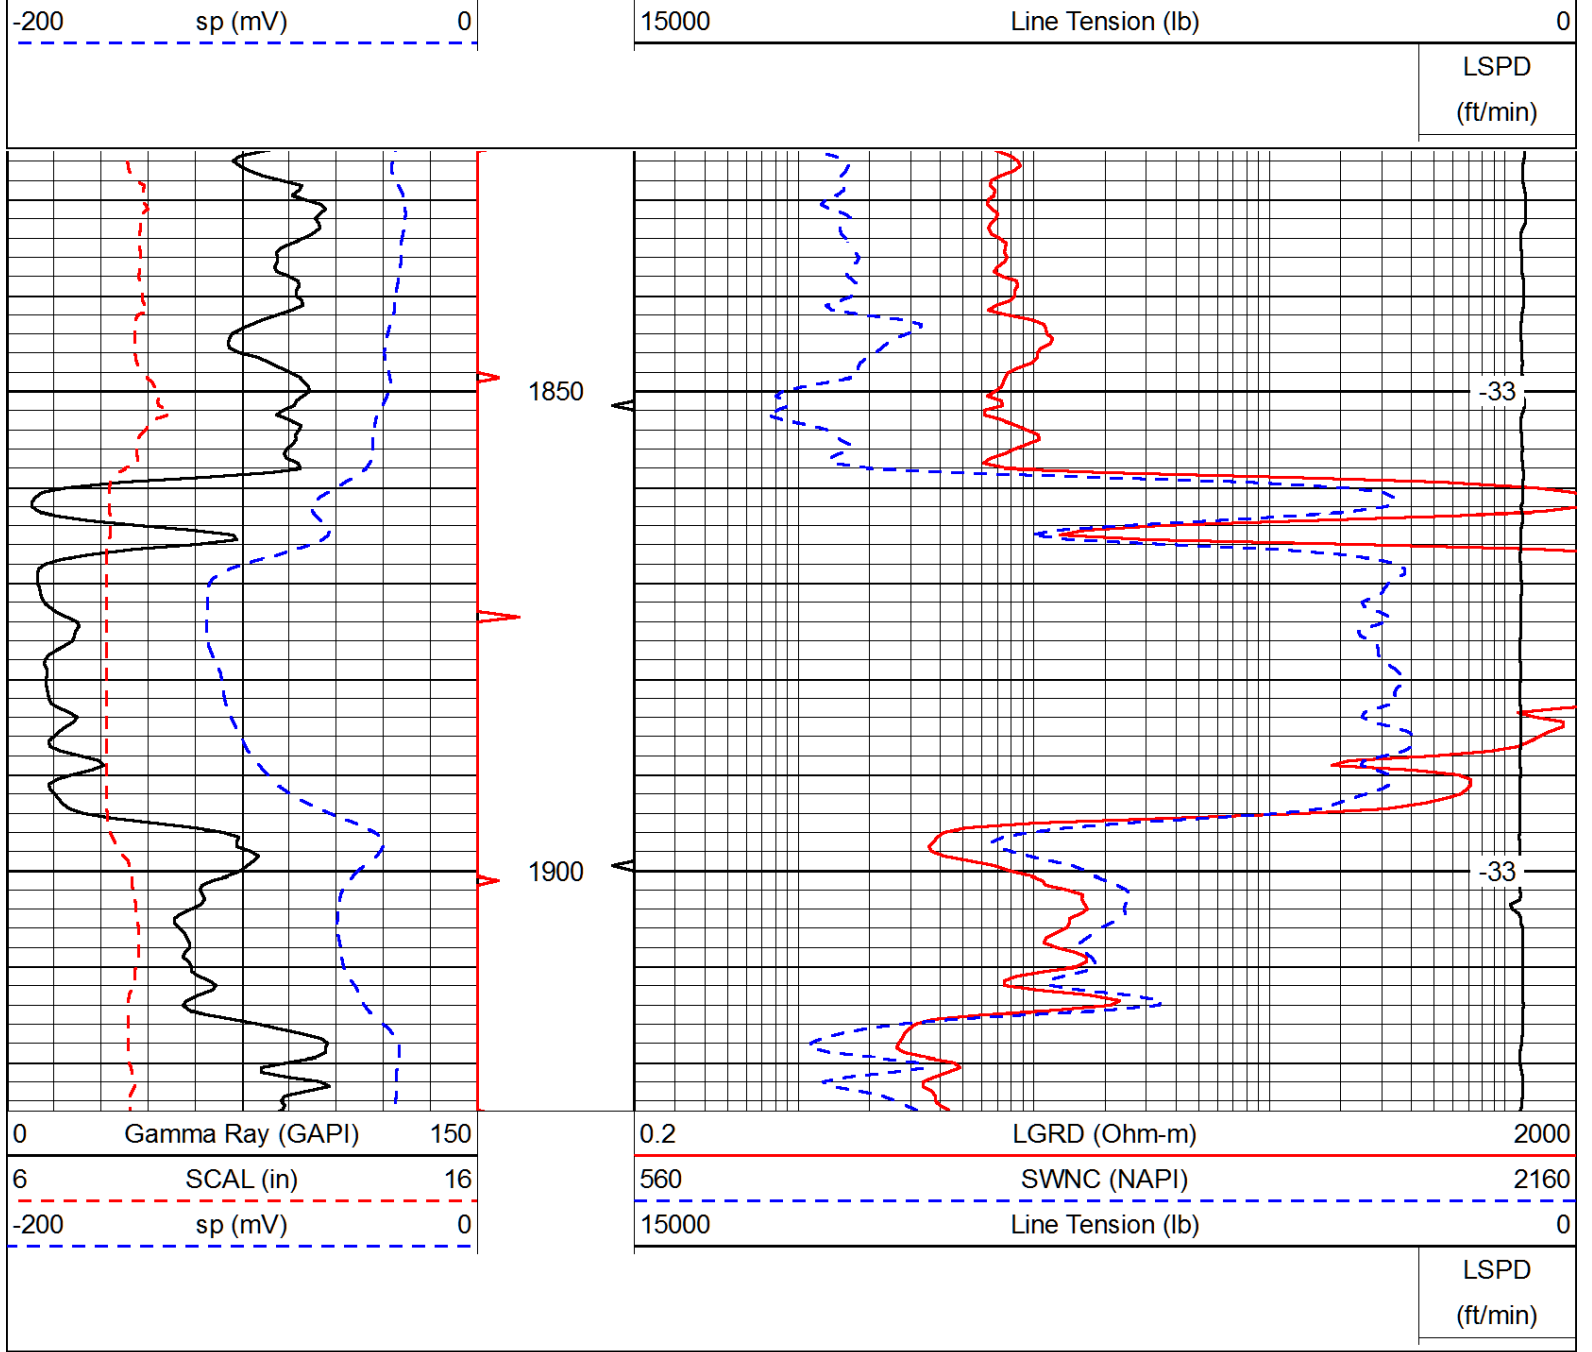 -200 sp (mV) 0 15000 Line Tension (lb) 0
LSPD
(ft/min)
1850 -33
1900 -33
0 Gamma Ray (GAPI) 150 0.2 LGRD (Ohm-m) 2000
6 SCAL (in) 16 560 SWNC (NAPI) 2160
-200 sp (mV) 0 15000 Line Tension (lb) 0
LSPD
(ft/min)